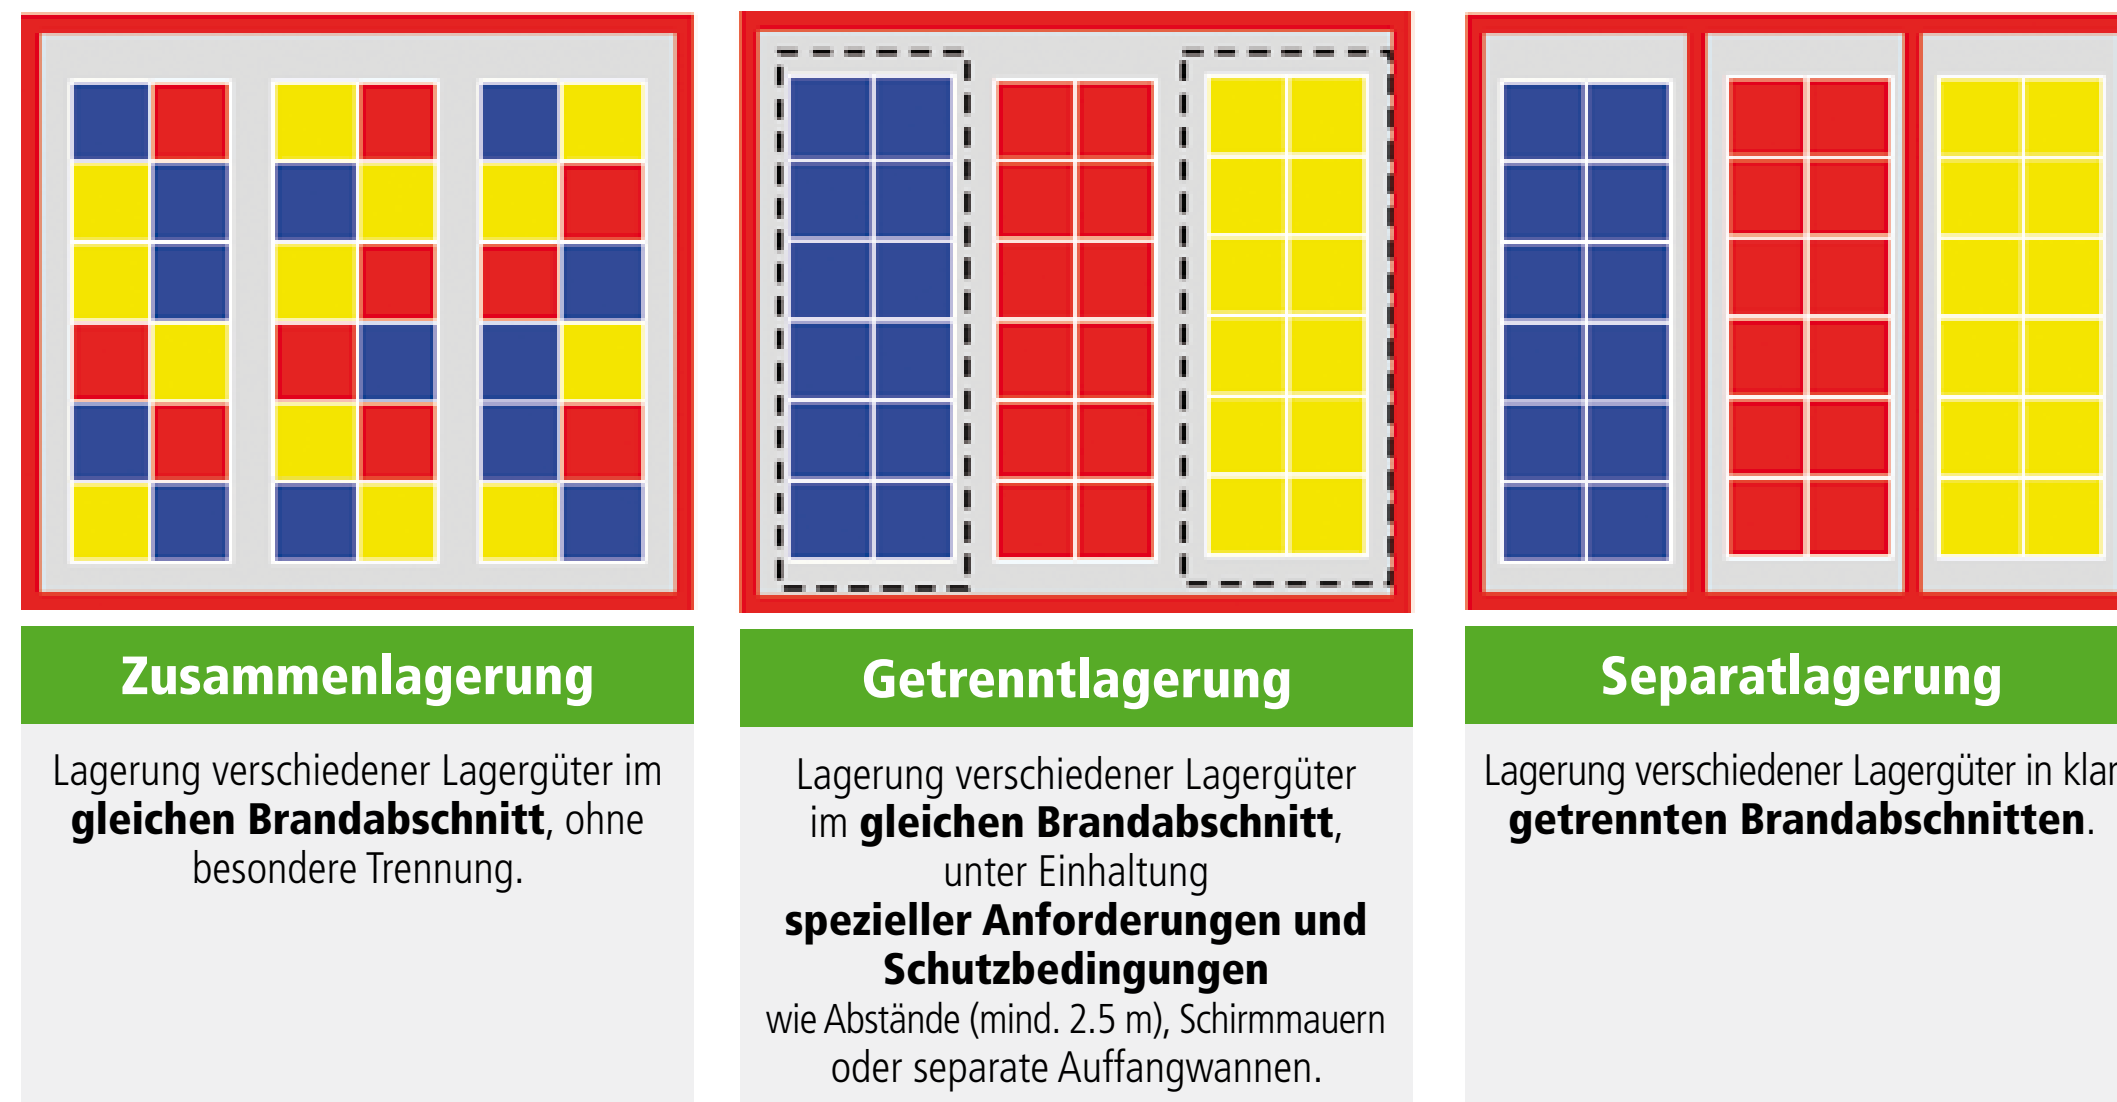 Zusammenlagerung
Lagerung verschiedener Lagergüter im
gleichen Brandabschnitt, ohne
besondere Trennung.
Getrenntlagerung
Lagerung verschiedener Lagergüter
im gleichen Brandabschnitt,
unter Einhaltung
spezieller Anforderungen und
Schutzbedingungen
wie Abstände (mind. 2.5 m), Schirmmauern
oder separate Auffangwannen.
Separatlagerung
Lagerung verschiedener Lagergüter in klar
getrennten Brandabschnitten.